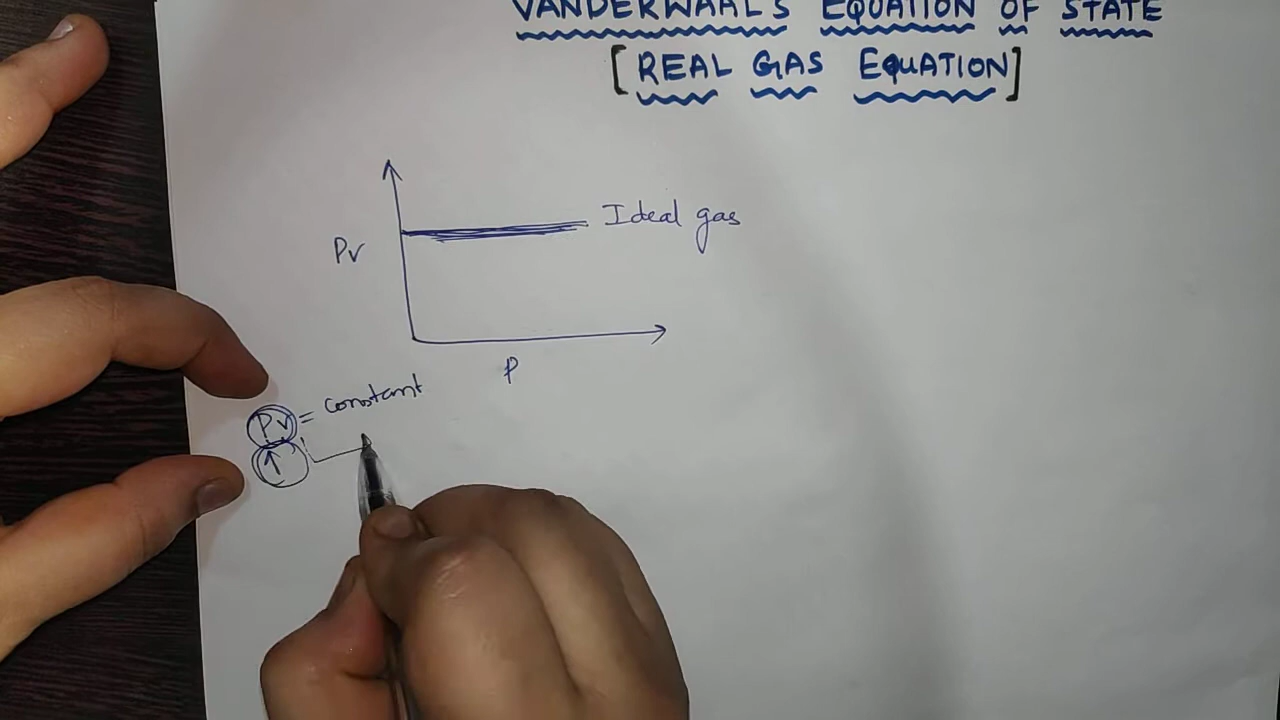 VANDERWAAL'S EQUATION OF STATE
[REAL GAS EQUATION]
Ideal gas
Pv
P
Pv = constant
↑